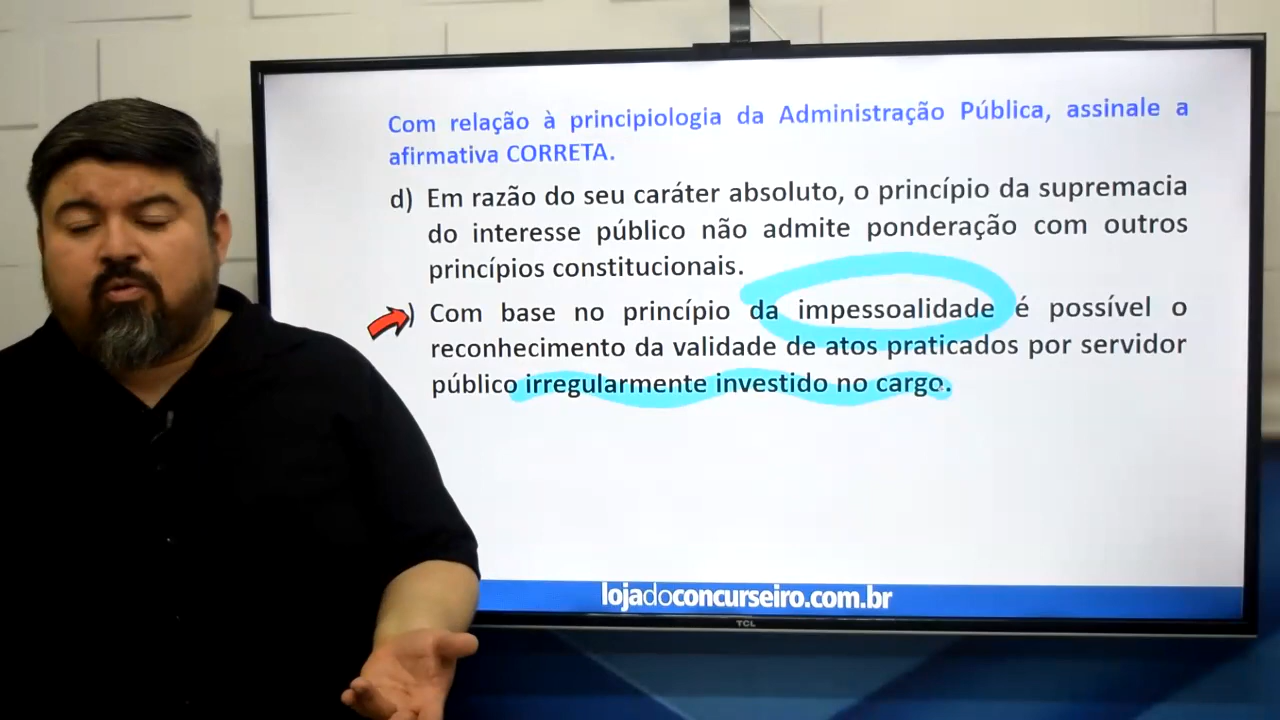 Com relação à principiologia da Administração Pública, assinale a
afirmativa CORRETA.
d) Em razão do seu caráter absoluto, o princípio da supremacia
do interesse público não admite ponderação com outros
princípios constitucionais.
) Com base no princípio da impessoalidade é possível o
reconhecimento da validade de atos praticados por servidor
público irregularmente investido no cargo.
lojadoconcurseiro.com.br
TCL